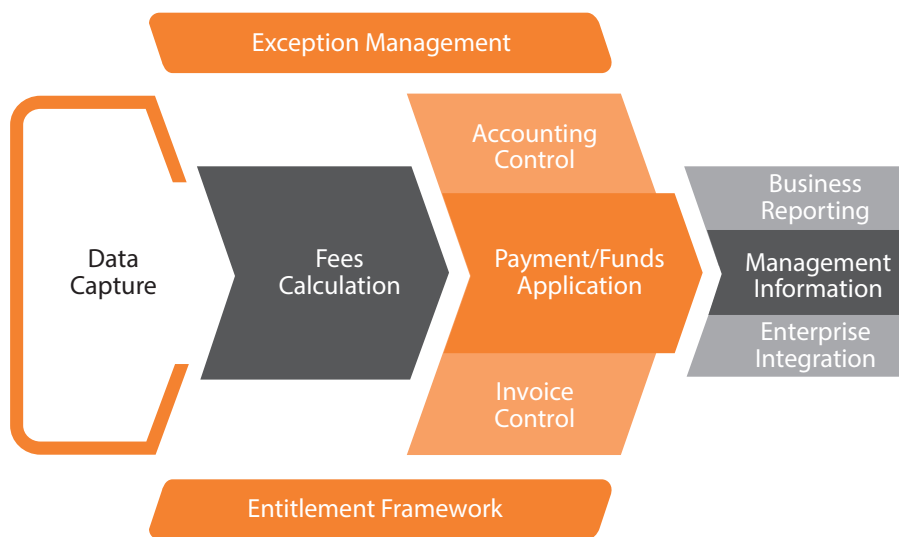 Exception Management
Data
Capture
Fees
Calculation
Accounting
Control
Payment/Funds
Application
Invoice
Control
Business
Reporting
Management
Information
Enterprise
Integration
Entitlement Framework